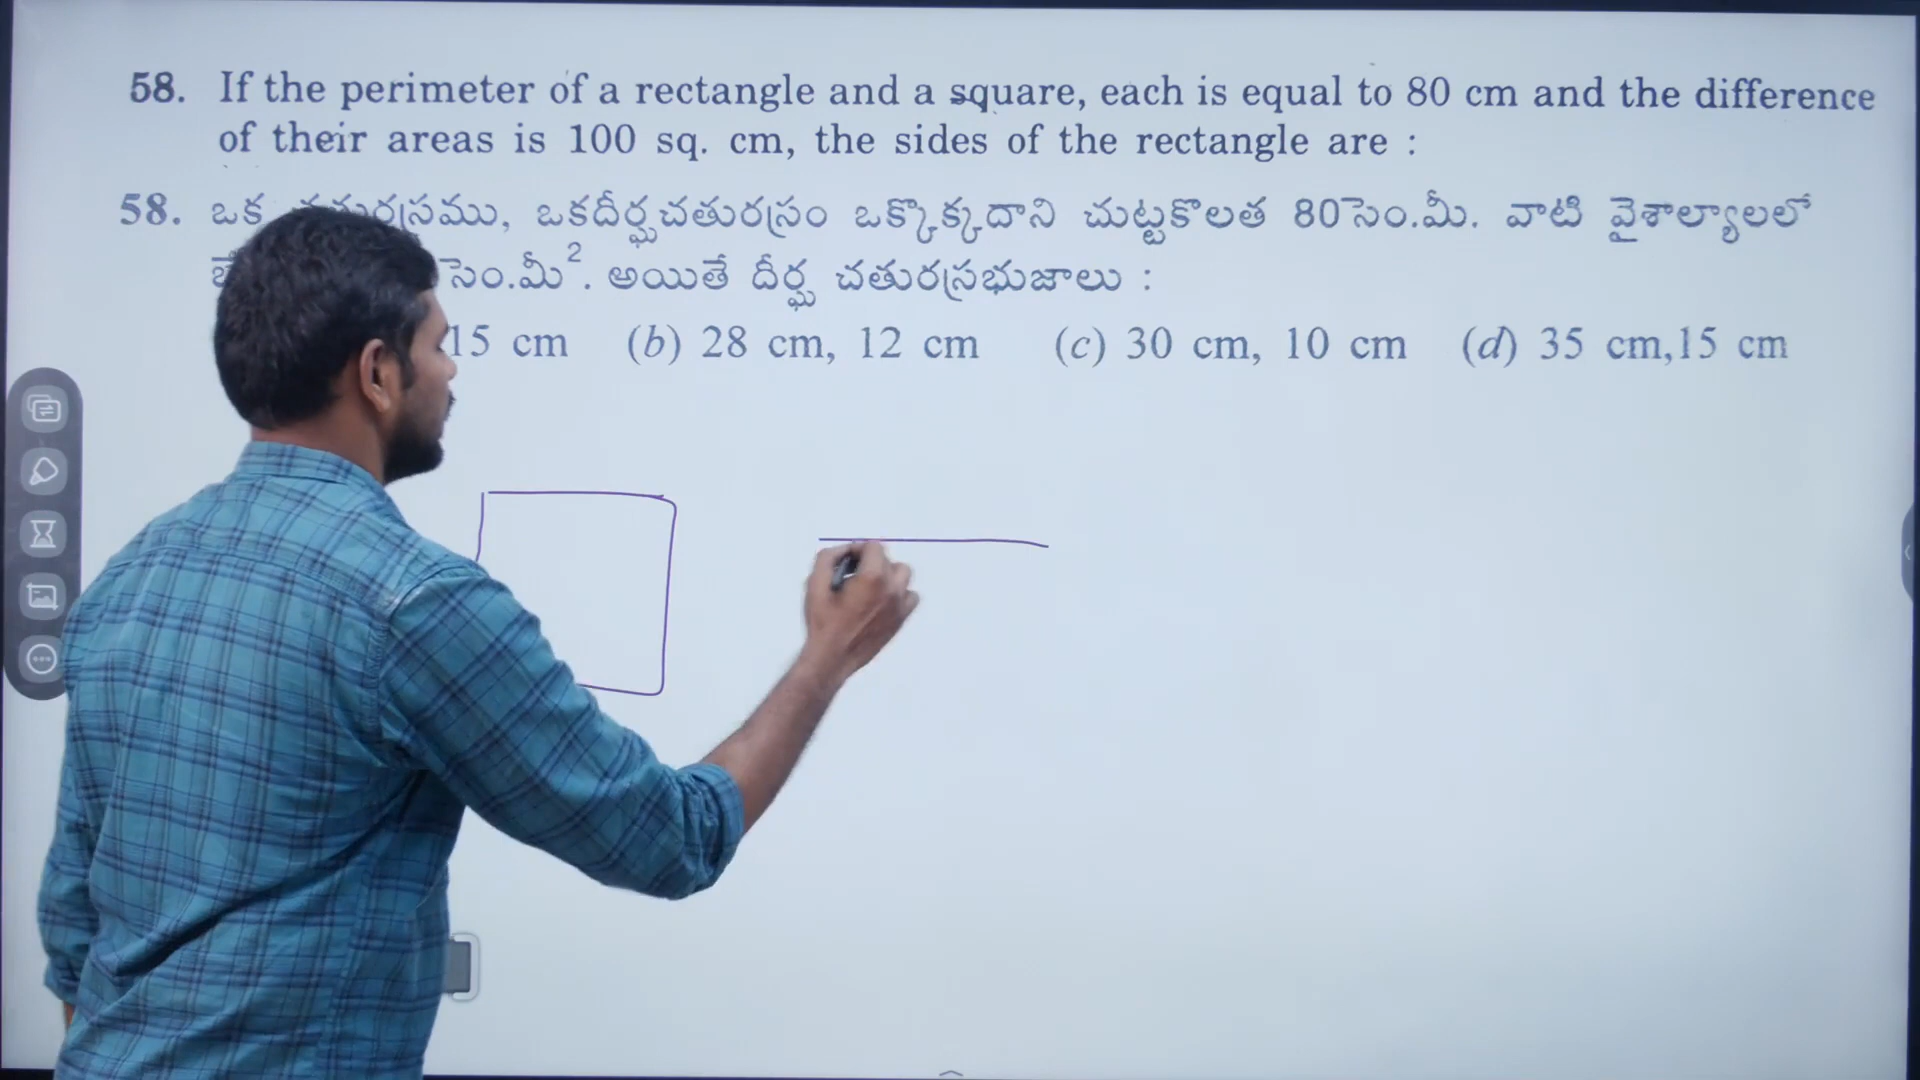 58. If the perimeter of a rectangle and a square, each is equal to 80 cm and the difference
of their areas is 100 sq. cm, the sides of the rectangle are :
58. ఒక చతుర్రసము, ఒకదీర్ఘచతురస్రం ఒక్కొక్కదాని చుట్టుకొలత 80సెం.మీ. వాటి వైశాల్యాలలో
సెం.మీ². అయితే దీర్ఘ చతురస్రభుజాలు :
15 cm (b) 28 cm, 12 cm (c) 30 cm, 10 cm (d) 35 cm,15 cm